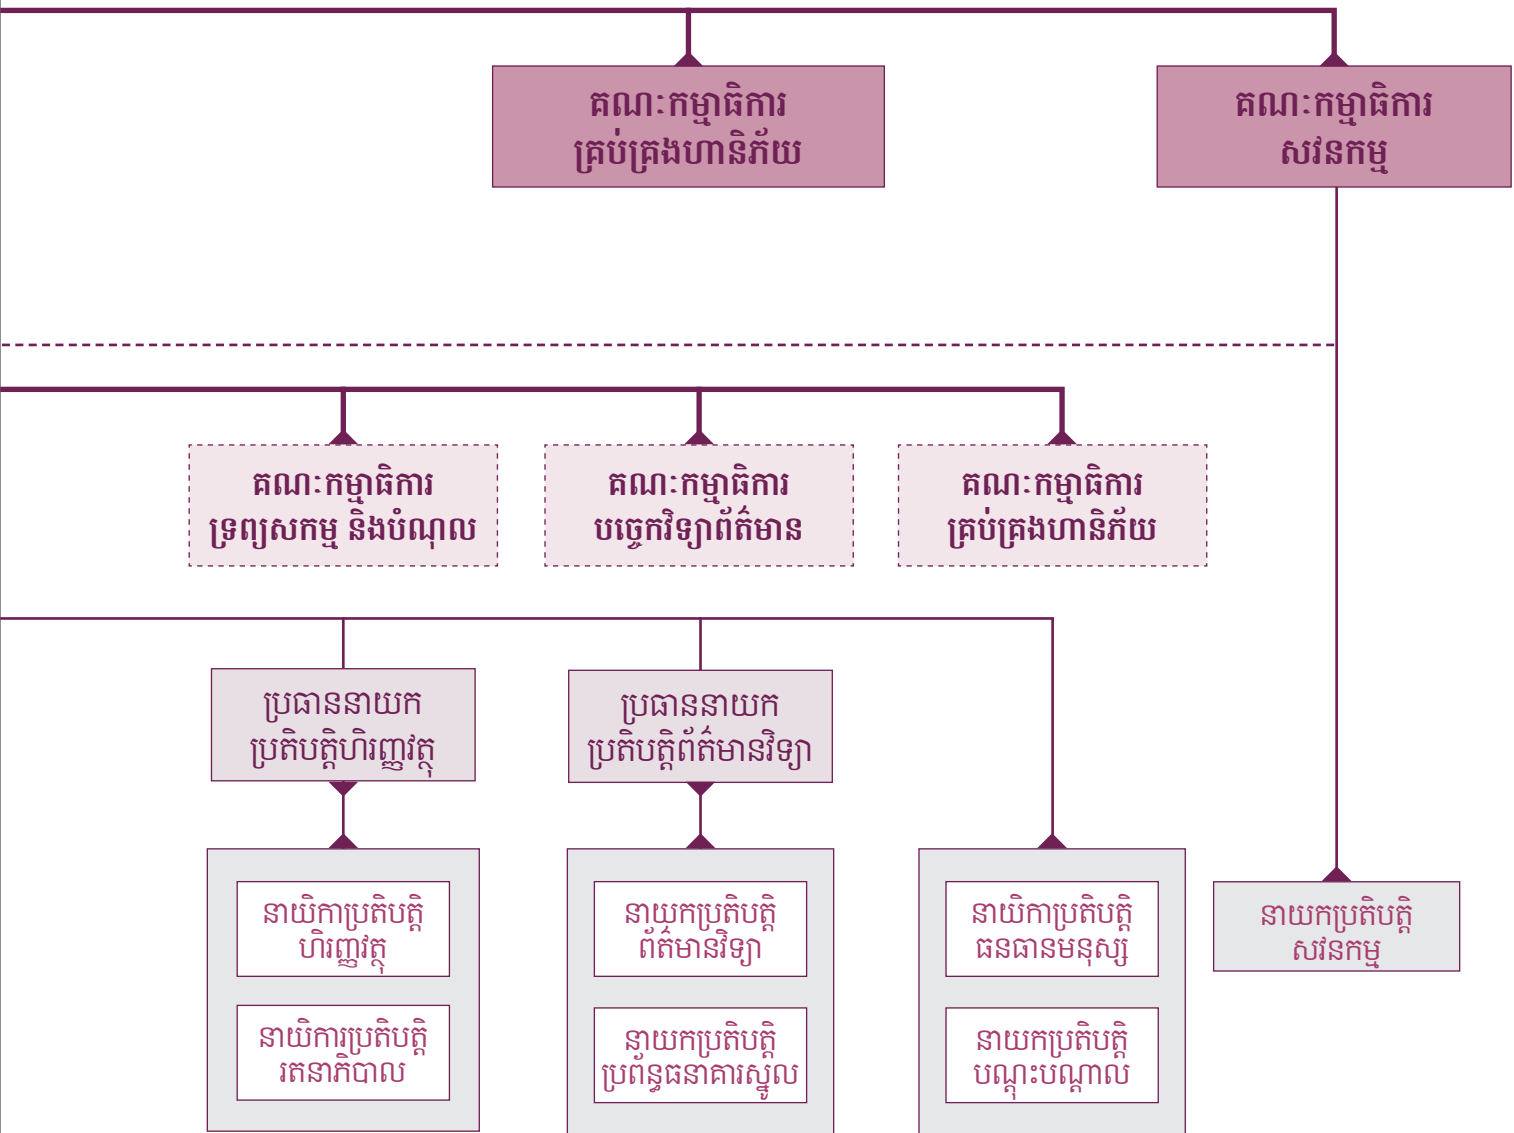 គណៈកម្មាធិការ
គ្រប់គ្រងហានិភ័យ
គណៈកម្មាធិការ
សវនកម្ម
គណៈកម្មាធិការ
ទ្រព្យសកម្ម និងបំណុល
គណៈកម្មាធិការ
បច្ចេកវិទ្យាព័ត៌មាន
គណៈកម្មាធិការ
គ្រប់គ្រងហានិភ័យ
ប្រធាននាយក
ប្រតិបត្តិហិរញ្ញវត្ថុ
ប្រធាននាយក
ប្រតិបត្តិព័ត៌មានវិទ្យា
នាយិកាប្រតិបត្តិ
ហិរញ្ញវត្ថុ
នាយកប្រតិបត្តិ
ព័ត៌មានវិទ្យា
នាយិកាប្រតិបត្តិ
ធនធានមនុស្ស
នាយកប្រតិបត្តិ
សវនកម្ម
នាយិការប្រតិបត្តិ
រតនាភិបាល
នាយកប្រតិបត្តិ
ប្រព័ន្ធធនាគារស្នូល
នាយកប្រតិបត្តិ
បណ្តុះបណ្តាល